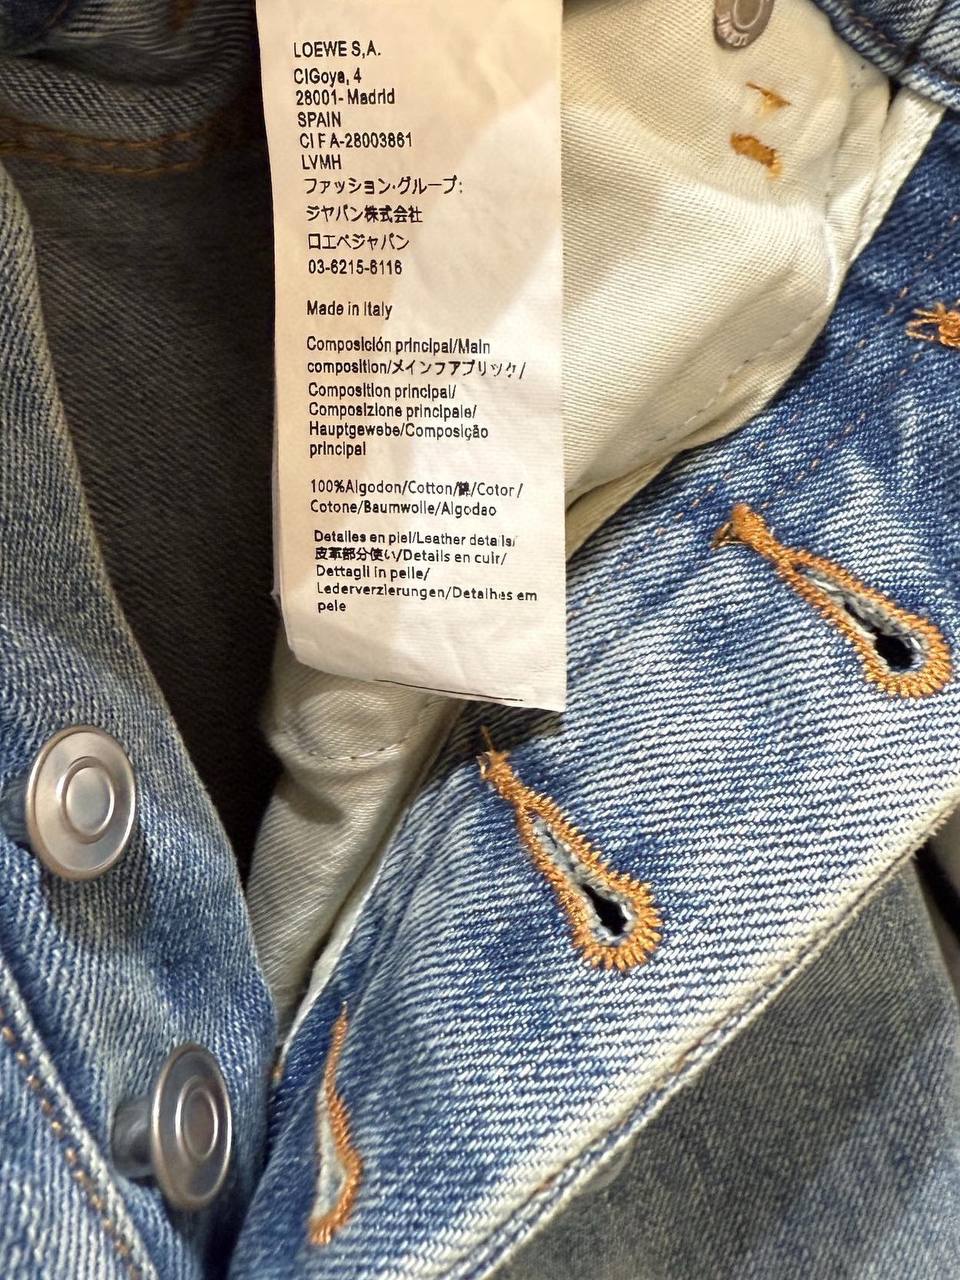 LOEWE S,A.
CIGoya, 4
28001- Madrid
SPAIN
CI F A-28003861
LVMH
ファッション・グループ:
ジヤパン株式会社
ロエベジャパン
03-6215-6116
Made in Italy
Composición principal/Main
composition/メインファブリック/
Composition principal/
Composizione principale/
Hauptgewebe/Composição
principal
100%Algodon/Cotton/綿/Cotor/
Cotone/Baumwolle/Algodao
Detalles en piel/Leather details/
皮革部分使い/Details en cuir/
Dettagli in pelle/
Lederverzierungen/Detalhes em
pele